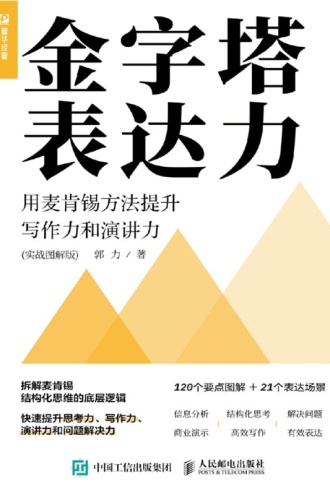 普华经管
金字塔
表达力
用麦肯锡方法提升
写作力和演讲力
(实战图解版) 郭 力 / 著
拆解麦肯锡
结构化思维的底层逻辑
快速提升思考力、写作力、
演讲力和问题解决力
120个要点图解 + 21个表达场景
信息分析 结构化思考 解决问题
商业演示 高效写作 有效表达
中国工信出版集团 人民邮电出版社
POSTS & TELECOM PRESS